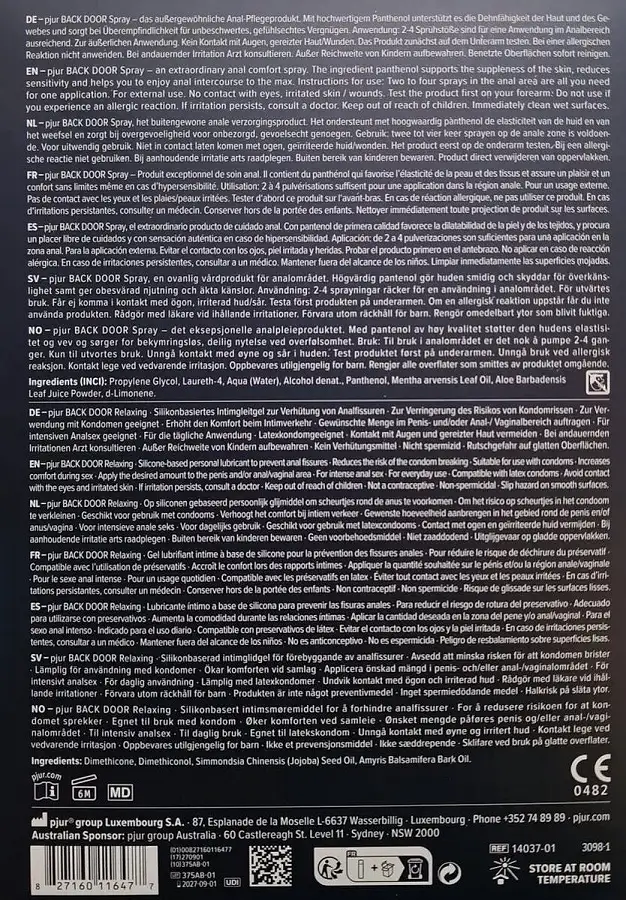 DE – pjur BACK DOOR Spray – das außergewöhnliche Anal-Pflegeprodukt. Mit hochwertigem Panthenol unterstützt es die Dehnfähigkeit der Haut und des Ge-
webes und sorgt bei Überempfindlichkeit für unbeschwertes, gefühlsechtes Vergnügen. Anwendung: 2-4 Sprühstöße sind für eine Anwendung im Analbereich
ausreichend. Zur äußerlichen Anwendung. Kein Kontakt mit Augen, gereizter Haut/Wunden. Das Produkt zunächst auf dem Unterarm testen. Bei einer allergischen
Reaktion nicht anwenden. Bei andauernder Irritation Arzt konsultieren. Außer Reichweite von Kindern aufbewahren. Benetzte Oberflächen sofort reinigen.
EN – pjur BACK DOOR Spray – an extraordinary anal comfort spray. The ingredient panthenol supports the suppleness of the skin, reduces
sensitivity and helps you to enjoy anal intercourse to the max. Instructions for use: Two to four sprays in the anal area are all you need
for one application. For external use. No contact with eyes, irritated skin / wounds. Test the product first on your forearm: Do not use if
you experience an allergic reaction. If irritation persists, consult a doctor. Keep out of reach of children. Immediately clean wet surfaces.
NL – pjur BACK DOOR Spray, het buitengewone anale verzorgingsproduct. Het ondersteunt met hoogwaardig panthenol de elasticiteit van de huid en van
het weefsel en zorgt bij overgevoeligheid voor onbezorgd, gevoelsecht genoegen. Gebruik: twee tot vier keer sprayen op de anale zone is voldoen-
de. Voor uitwendig gebruik. Niet in contact laten komen met ogen, geïrriteerde huid/wonden. Het product eerst op de onderarm testen. Bij een allergi-
sche reactie niet gebruiken. Bij aanhoudende irritatie arts raadplegen. Buiten bereik van kinderen bewaren. Product direct verwijderen van oppervlakken.
FR – pjur BACK DOOR Spray – Produit exceptionnel de soin anal. Il contient du panthénol qui favorise l'élasticité de la peau et des tissus et assure un plaisir et un
confort sans limites même en cas d'hypersensibilité. Utilisation: 2 à 4 pulvérisations suffisent pour une application dans la région anale. Pour un usage externe.
Pas de contact avec les yeux et les plaies/peaux irritées. Tester d'abord ce produit sur l'avant-bras. En cas de réaction allergique, ne pas utiliser ce produit. En cas
d'irritations persistantes, consulter un médecin. Conserver hors de la portée des enfants. Nettoyer immédiatement toute projection de produit sur les surfaces.
ES – pjur BACK DOOR Spray, el extraordinario producto de cuidado anal. Con pantenol de primera calidad favorece la dilatabilidad de la piel y de los tejidos, y procura
un placer libre de cuidados y con sensación auténtica en caso de hipersensibilidad. Aplicación: de 2 a 4 pulverizaciones son suficientes para una aplicación en la
zona anal. Para la aplicación externa. Evitar el contacto con los ojos, piel irritada y heridas. Probar el producto primero en el antebrazo. No aplicar en caso de reacción
alérgica. En caso de irritaciones persistentes, consultar a un médico. Mantener fuera del alcance de los niños. Limpiar inmediatamente las superficies mojadas.
SV – pjur BACK DOOR Spray, en ovanlig vårdprodukt för analområdet. Högvärdig pantenol gör huden smidig och skyddar för överkäns-
lighet samt ger obesvärad njutning och äkta känslor. Användning: 2-4 sprayningar räcker för en användning i analområdet. För utvärtes
bruk. Får ej komma i kontakt med ögon, irriterad hud/sår. Testa först produkten på underarmen. Om en allergisk reaktion uppstår får du inte
använda produkten. Rådgör med läkare vid ihållande irritationer. Förvara utom räckhåll för barn. Rengör omedelbart ytor som blivit fuktiga.
NO – pjur BACK DOOR Spray – det eksepsjonelle analpleieproduktet. Med pantenol av høy kvalitet støtter den hudens elastisi-
tet og vev og sørger for bekymringsløs, deilig nytelse ved overfølsomhet. Bruk: Til bruk i analområdet er det nok å pumpe 2-4 gan-
ger. Kun til utvortes bruk. Unngå kontakt med øyne og sår i huden. Test produktet først på underarmen. Unngå bruk ved allergisk
reaksjon. Kontakt lege ved vedvarende irritasjon. Oppbevares utilgjengelig for barn. Rengjør alle overflater som smittes av produktet omgående.
Ingredients (INCI): Propylene Glycol, Laureth-4, Aqua (Water), Alcohol denat., Panthenol, Mentha arvensis Leaf Oil, Aloe Barbadensis
Leaf Juice Powder, d-Limonene.
DE – pjur BACK DOOR Relaxing · Silikonbasiertes Intimgleitgel zur Verhütung von Analfissuren · Zur Verringerung des Risikos von Kondomrissen · Zur Ver-
wendung mit Kondomen geeignet · Erhöht den Komfort beim Intimverkehr · Gewünschte Menge im Penis- und/oder Anal-/ Vaginalbereich auftragen · Für
intensiven Analsex geeignet · Für die tägliche Anwendung · Latexkondomgeeignet · Kontakt mit Augen und gereizter Haut vermeiden · Bei andauernden
Irritationen Arzt konsultieren · Außer Reichweite von Kindern aufbewahren · Kein Verhütungsmittel · Nicht spermizid · Rutschgefahr auf glatten Oberflächen.
EN – pjur BACK DOOR Relaxing · Silicone-based personal lubricant to prevent anal fissures · Reduces the risk of the condom breaking · Suitable for use with condoms · Increases
comfort during sex · Apply the desired amount to the penis and/or anal/vaginal area · For intense anal sex · For everyday use · Compatible with latex condoms · Avoid contact
with the eyes and irritated skin · If irritation persists, consult a doctor · Keep out of reach of children · Not a contraceptive · Non-spermicidal · Slip hazard on smooth surfaces.
NL – pjur BACK DOOR Relaxing · Op siliconen gebaseerd persoonlijk glijmiddel om scheurtjes rond de anus te voorkomen · Om het risico op scheurtjes in het condoom
te verkleinen · Geschikt voor gebruik met condooms · Verhoogt het comfort bij intiem verkeer · Gewenste hoeveelheid aanbrengen in het gebied rond de penis en/of
anus/vagina · Voor intensieve anale seks · Voor dagelijks gebruik · Geschikt voor gebruik met latexcondooms · Contact met ogen en geïrriteerde huid vermijden · Bij
aanhoudende irritatie arts raadplegen · Buiten bereik van kinderen bewaren · Geen voorbehoedsmiddel · Niet zaaddodend · Uitglijgevaar op gladde oppervlakken.
FR – pjur BACK DOOR Relaxing · Gel lubrifiant intime à base de silicone pour la prévention des fissures anales · Pour réduire le risque de déchirure du préservatif ·
Compatible avec l'utilisation de préservatifs · Accroît le confort lors des rapports intimes · Appliquer la quantité souhaitée sur le pénis et/ou la région anale/vaginale
· Pour le sexe anal intense · Pour un usage quotidien · Compatible avec les préservatifs en latex · Éviter tout contact avec les yeux et les peaux irritées · En cas d'irri-
tations persistantes, consulter un médecin · Conserver hors de la portée des enfants · Non contraceptif · Non spermicide · Risque de glissade sur les surfaces lisses.
ES – pjur BACK DOOR Relaxing · Lubricante íntimo a base de silicona para prevenir las fisuras anales · Para reducir el riesgo de rotura del preservativo · Adecuado
para utilizarse con preservativos · Aumenta la comodidad durante las relaciones íntimas · Aplicar la cantidad deseada en la zona del pene y/o anal/vaginal · Para el
sexo anal intenso · Indicado para el uso diario · Compatible con preservativos de látex · Evitar el contacto con los ojos y la piel irritada · En caso de irritaciones persis-
tentes, consultar a un médico · Mantener fuera del alcance de los niños · No es anticonceptivo · No es espermicida · Peligro de resbalamiento sobre superficies lisas.
SV – pjur BACK DOOR Relaxing · Silikonbaserad intimglidgel för förebyggande av analfissurer · Avsedd att minska risken för att kondomen brister
· Lämplig för användning med kondomer · Ökar komforten vid samlag · Applicera önskad mängd i penis- och/eller anal-/vaginalområdet · För
intensivt analsex · För daglig användning · Lämplig med latexkondomer · Undvik kontakt med ögon och irriterad hud · Rådgör med läkare vid ihål-
lande irritationer · Förvara utom räckhåll för barn · Produkten är inte något preventivmedel · Inget spermiedödande medel · Halkrisk på släta ytor.
NO – pjur BACK DOOR Relaxing · Silikonbasert intimsmøremiddel for å forhindre analfissurer · For å redusere risikoen for at kon-
domet sprekker · Egnet til bruk med kondom · Øker komforten ved samleie · Ønsket mengde påføres penis og/eller anal-/vagi-
nalområdet · Til intensiv analsex · Til daglig bruk · Egnet til latekskondomer · Unngå kontakt med øyne og irritert hud · Kontakt lege ved
vedvarende irritasjon · Oppbevares utilgjengelig for barn · Ikke et prevensjonsmiddel · Ikke sæddrepende · Sklifare ved bruk på glatte overflater.
Ingredients: Dimethicone, Dimethiconol, Simmondsia Chinensis (Jojoba) Seed Oil, Amyris Balsamifera Bark Oil.
pjur.com
6M
MD
CE
0482
pjur® group Luxembourg S.A. · 87, Esplanade de la Moselle L-6637 Wasserbillig · Luxembourg · Phone +352 74 89 89 · pjur.com
Australian Sponsor: pjur group Australia · 60 Castlereagh St. Level 11 · Sydney · NSW 2000
8 27160 11647 7
(01)00827160116477
(17)270901
(10)375AB-01
LOT 375AB-01
2027-09-01
UDI
FR
REF 14037-01
3098-1
STORE AT ROOM
TEMPERATURE